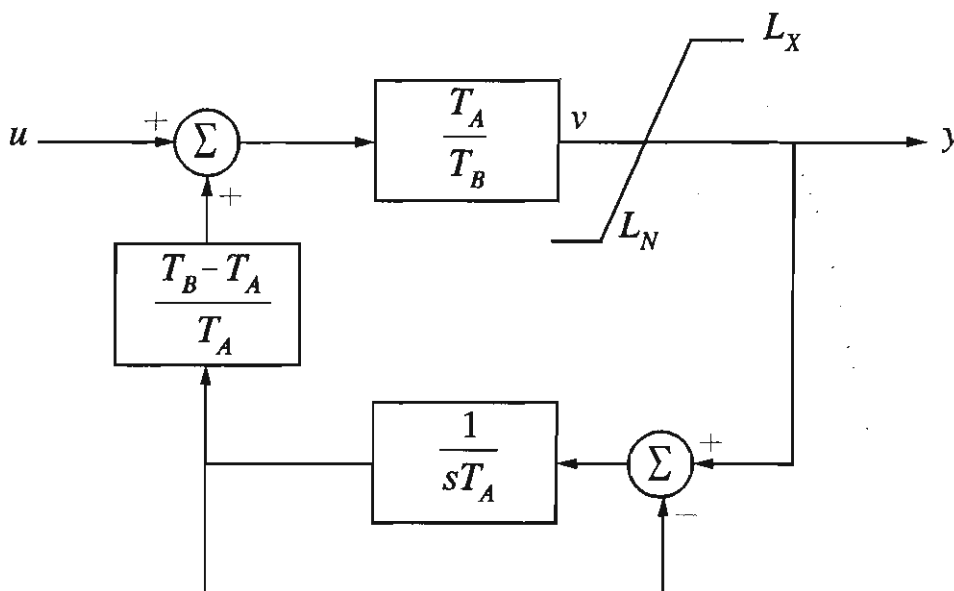 L_X
u
+
Σ
T_A
T_B
v
y
+
L_N
T_B - T_A
T_A
1
sT_A
Σ
+
−